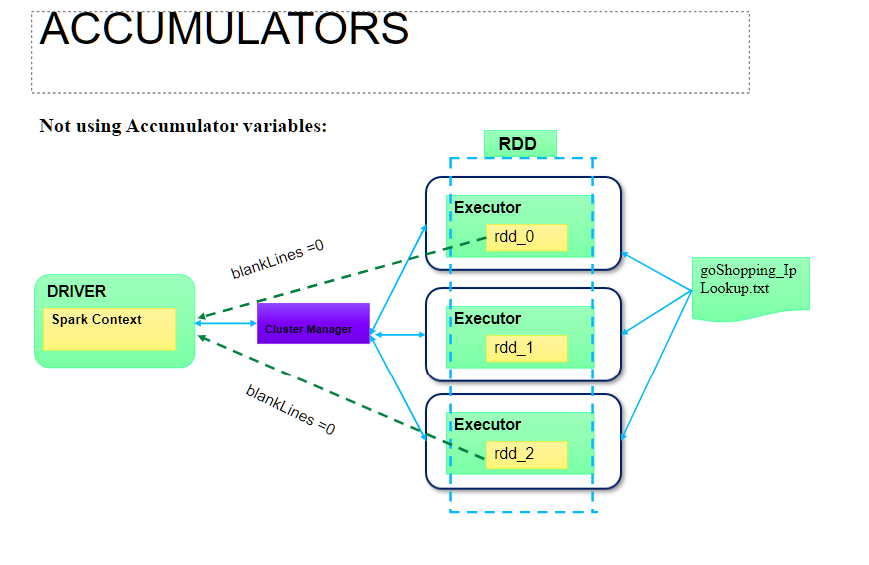 ACCUMULATORS
Not using Accumulator variables:
RDD
Executor
rdd_0
blankLines =0
goShopping_Ip
Lookup.txt
DRIVER
Spark Context
Cluster Manager
Executor
rdd_1
blankLines =0
Executor
rdd_2